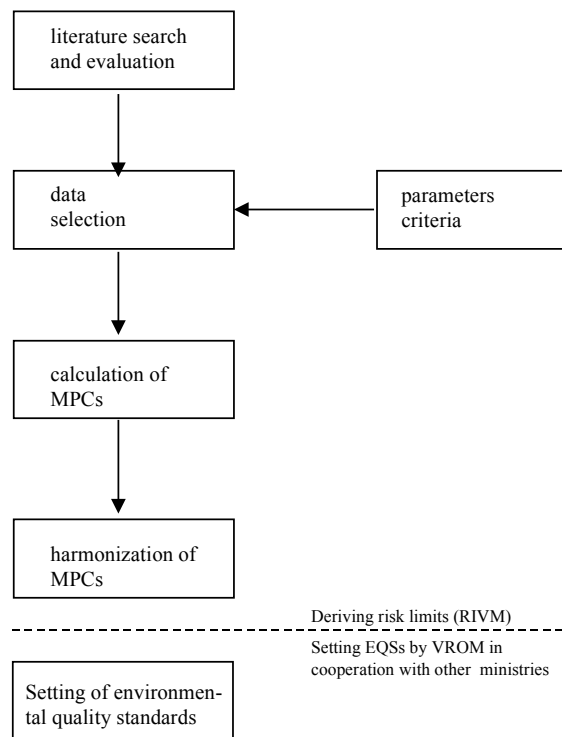 literature search
and evaluation
data
selection
parameters
criteria
calculation of
MPCs
harmonization of
MPCs
Deriving risk limits (RIVM)
Setting EQSs by VROM in
cooperation with other ministries
Setting of environmen-
tal quality standards